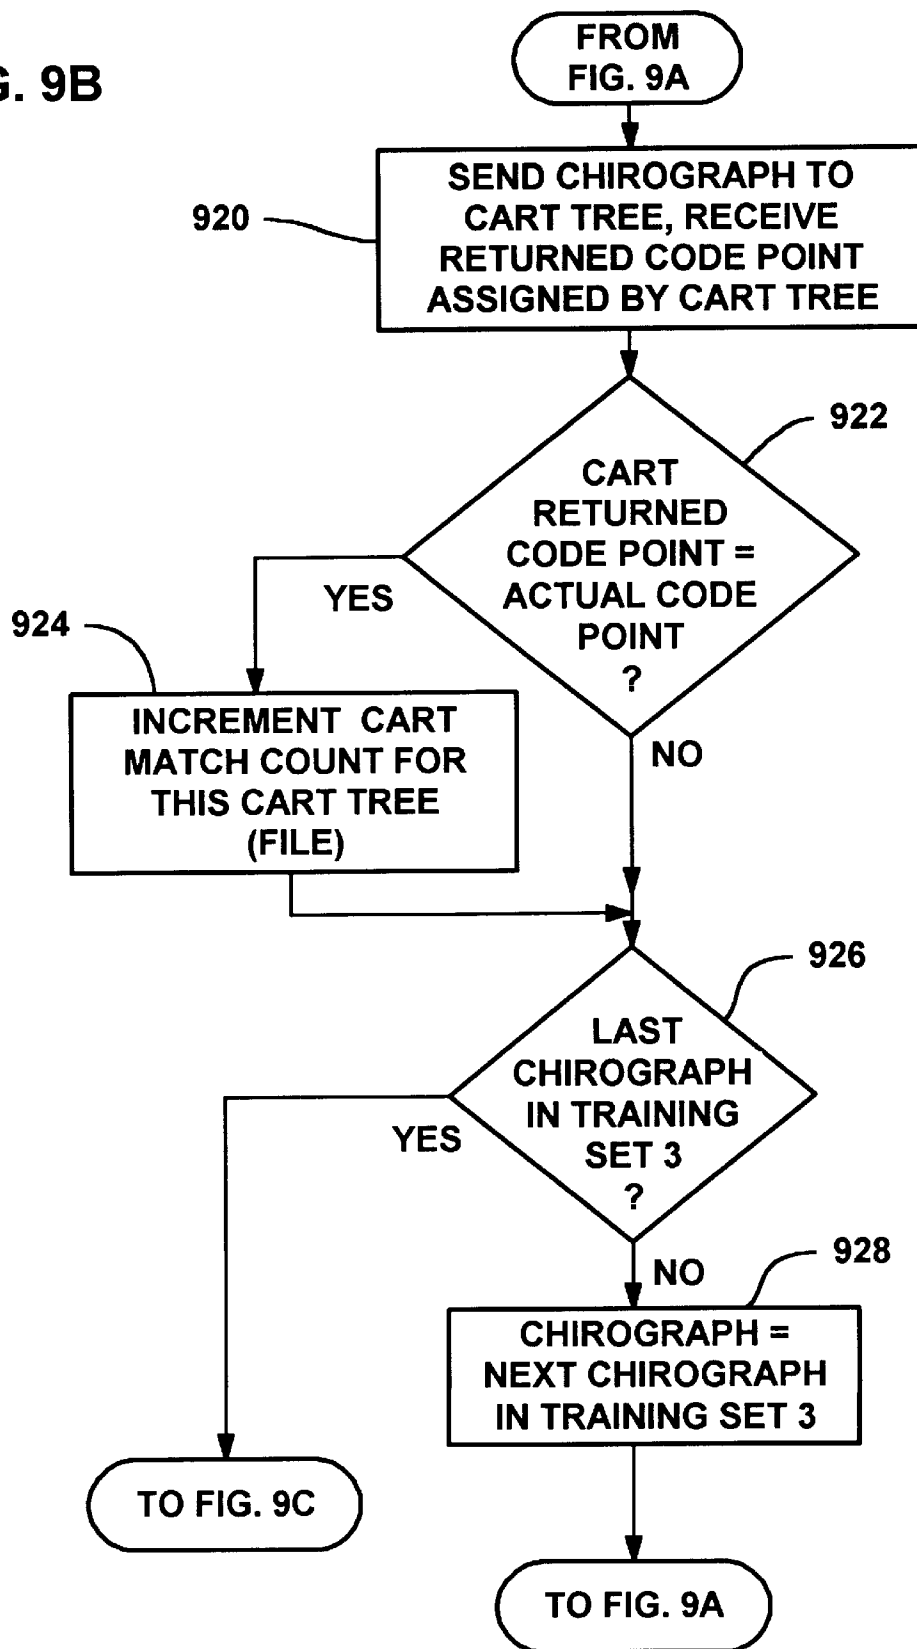 FROM
FIG. 9A
G. 9B
SEND CHIROGRAPH TO
CART TREE, RECEIVE
RETURNED CODE POINT
ASSIGNED BY CART TREE
920
922
CART
RETURNED
CODE POINT =
ACTUAL CODE
POINT
?
YES
NO
924
INCREMENT CART
MATCH COUNT FOR
THIS CART TREE
(FILE)
926
LAST
CHIROGRAPH
IN TRAINING
SET 3
?
YES
NO
928
CHIROGRAPH =
NEXT CHIROGRAPH
IN TRAINING SET 3
TO FIG. 9C
TO FIG. 9A